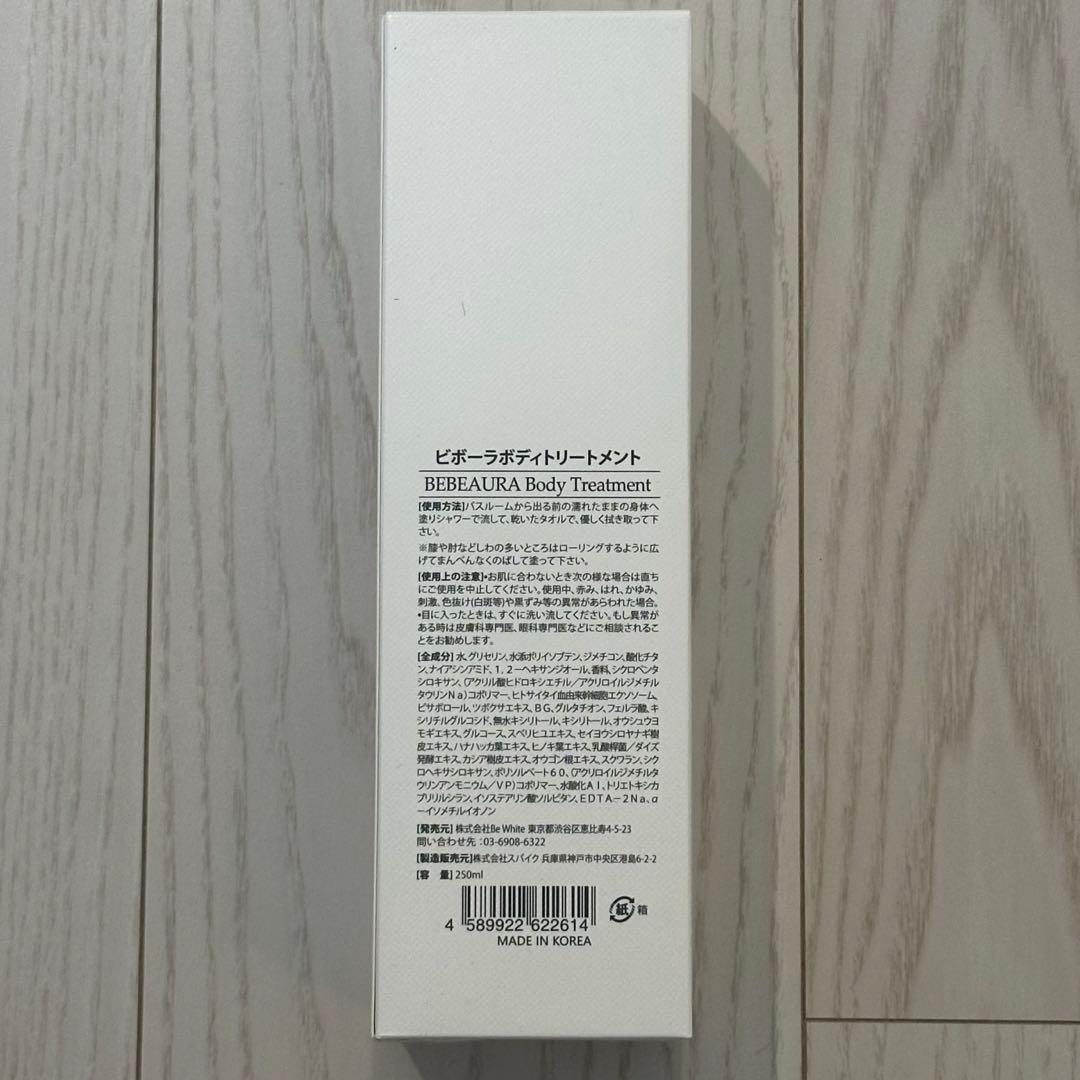 ビボーラボディトリートメント
BEBEAURA Body Treatment
[使用方法]バスルームから出る前の濡れたままの身体へ
塗りシャワーで流して、乾いたタオルで、優しく拭き取って下
さい。
※膝や肘などしわの多いところはローリングするように広
げてまんべんなくのばして塗って下さい。
[使用上の注意]•お肌に合わないとき次の様な場合は直ち
にご使用を中止してください。使用中、赤み、はれ、かゆみ、
刺激、色抜け(白斑等)や黒ずみ等の異常があらわれた場合。
•目に入ったときは、すぐに洗い流してください。もし異常が
ある時は皮膚科専門医、眼科専門医などにご相談されるこ
とをお勧めします。
[全成分] 水、グリセリン、水添ポリイソブテン、ジメチコン、酸化チタ
ン、ナイアシンアミド、1,2ーヘキサンジオール、香料、シクロペンタ
シロキサン、(アクリル酸ヒドロキシエチル/アクリロイルジメチル
タウリンNa)コポリマー、ヒトサイタイ血由来幹細胞エクソソーム、
ビサボロール、ツボクサエキス、BG、グルタチオン、フェルラ酸、キ
シリチルグルコシド、無水キシリトール、キシリトール、オウシュウヨ
モギエキス、グルコース、スベリヒユエキス、セイヨウシロヤナギ樹
皮エキス、ハナハッカ葉エキス、ヒノキ葉エキス、乳酸桿菌/ダイズ
発酵エキス、カシア樹皮エキス、オウゴン根エキス、スクワラン、シク
ロヘキサシロキサン、ポリソルベート60、(アクリロイルジメチルタ
ウリンアンモニウム/VP)コポリマー、水酸化Al、トリエトキシカ
プリリルシラン、イソステアリン酸ソルビタン、EDTAー2Na、α
ーイソメチルイオノン
[発売元] 株式会社Be White 東京都渋谷区恵比寿4-5-23
問い合わせ先:03-6908-6322
[製造販売元]株式会社スパイク 兵庫県神戸市中央区港島6-2-2
[容 量]250ml
4 589922 622614
紙 箱
MADE IN KOREA